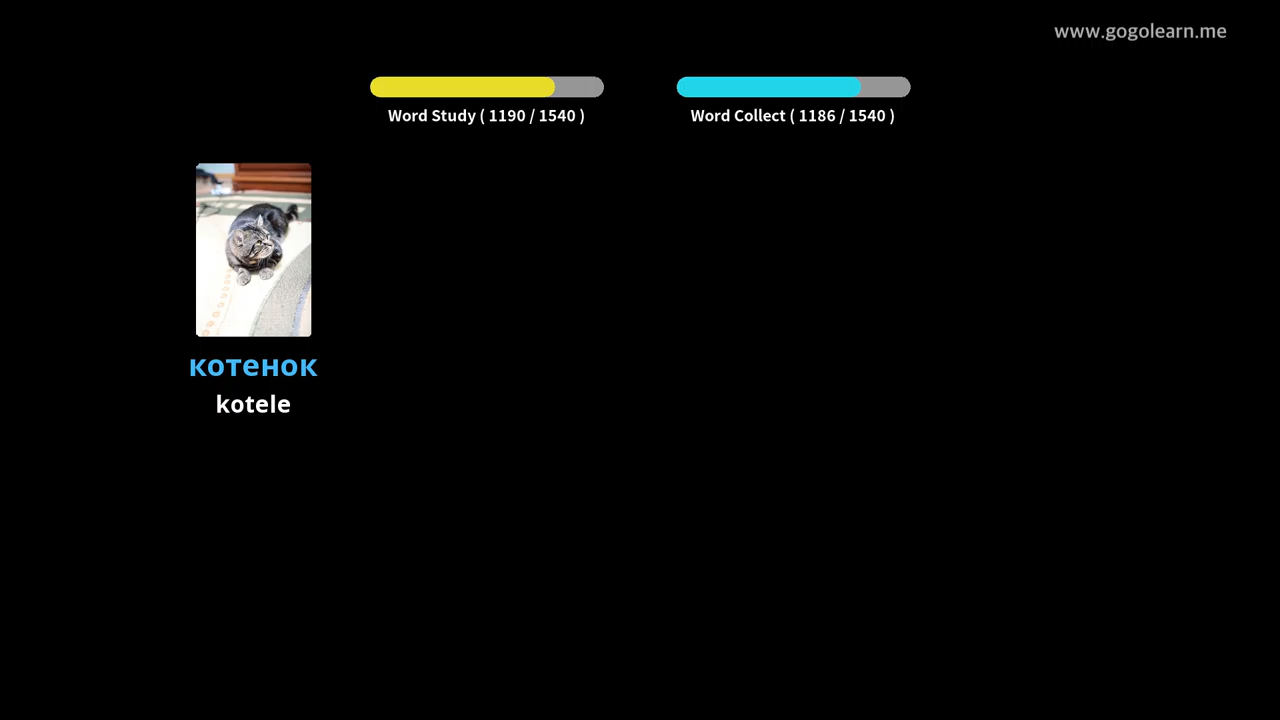 www.gogolearn.me
Word Study ( 1190 / 1540 )
Word Collect ( 1186 / 1540 )
котенок
kotele